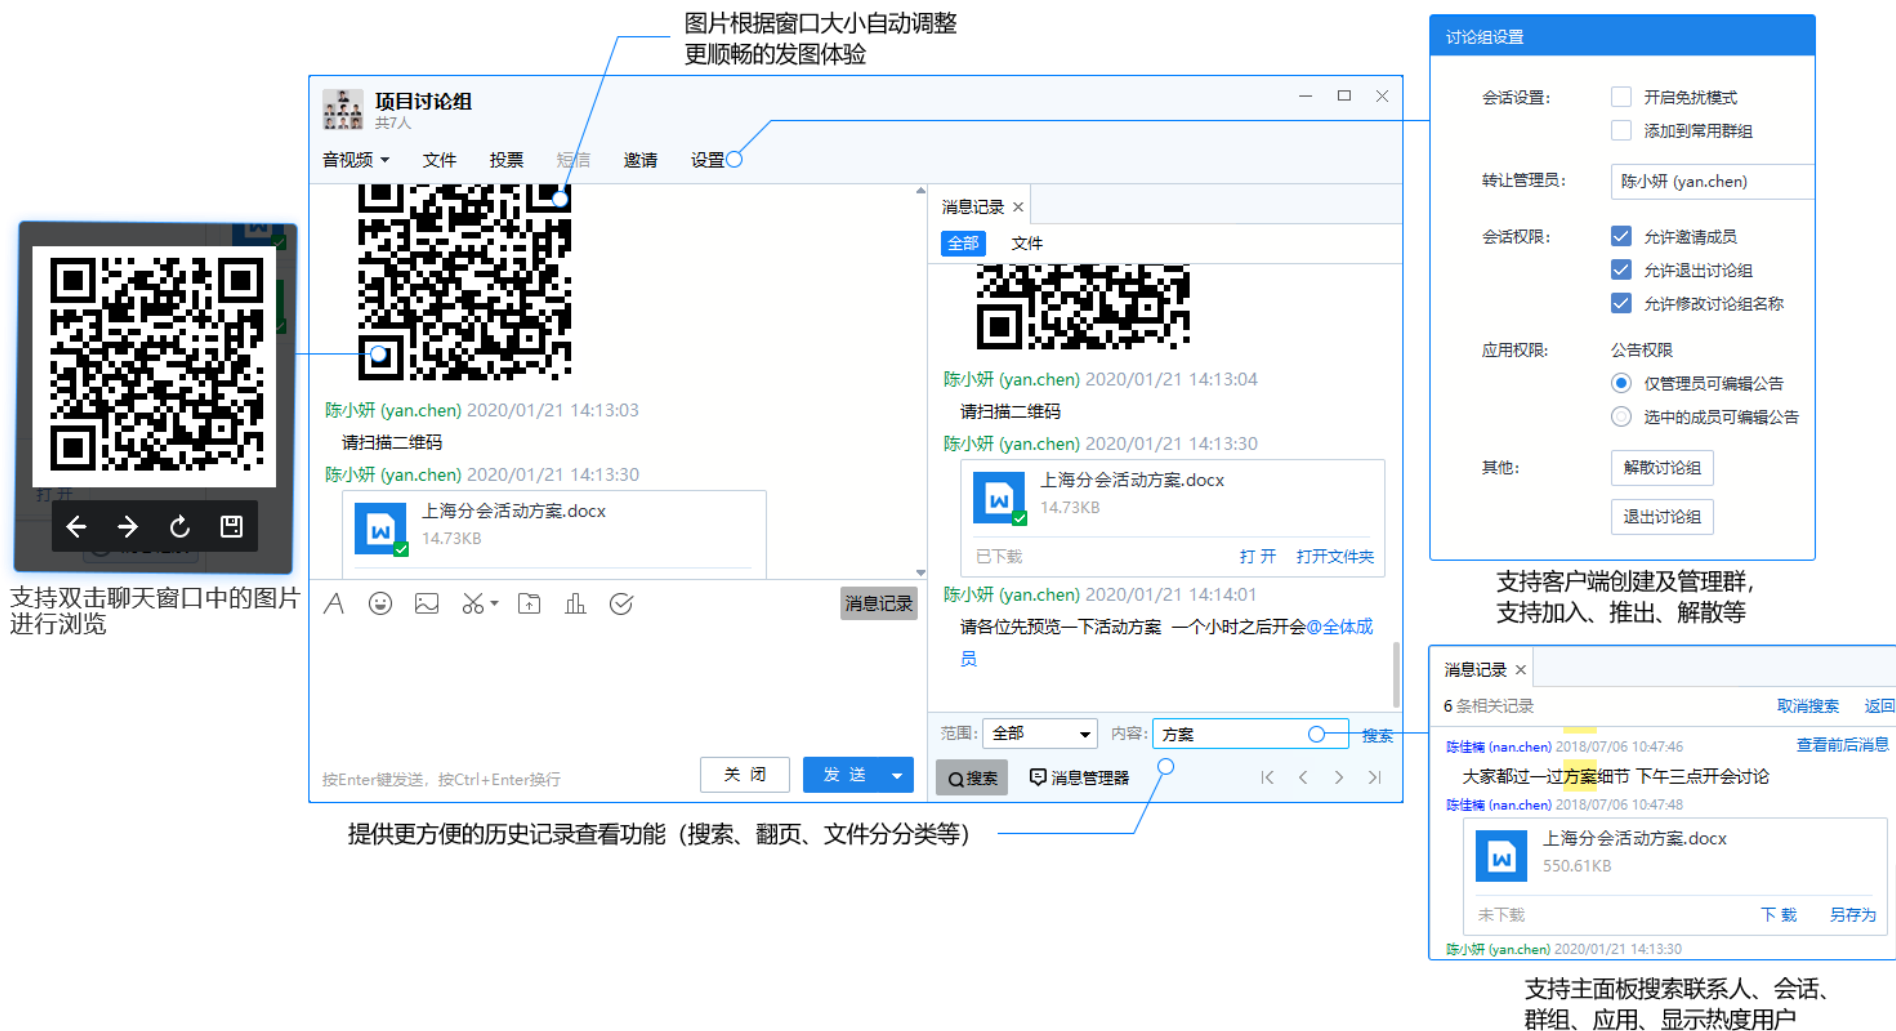 图片根据窗口大小自动调整
更顺畅的发图体验
项目讨论组
共7人
音视频 文件 投票 短信 邀请 设置
陈小妍 (yan.chen) 2020/01/21 14:13:03
请扫描二维码
陈小妍 (yan.chen) 2020/01/21 14:13:30
上海分会活动方案.docx
14.73KB
消息记录
按Enter键发送，按Ctrl+Enter换行
关 闭
发 送
消息记录
全部 文件
陈小妍 (yan.chen) 2020/01/21 14:13:04
请扫描二维码
陈小妍 (yan.chen) 2020/01/21 14:13:30
上海分会活动方案.docx
14.73KB
已下载 打 开 打开文件夹
陈小妍 (yan.chen) 2020/01/21 14:14:01
请各位先预览一下活动方案 一个小时之后开会@全体成
员
范围: 全部 内容: 方案 搜索
搜索 消息管理器
打 开
支持双击聊天窗口中的图片
进行浏览
提供更方便的历史记录查看功能（搜索、翻页、文件分分类等）
讨论组设置
会话设置: 开启免扰模式
添加到常用群组
转让管理员: 陈小妍 (yan.chen)
会话权限: 允许邀请成员
允许退出讨论组
允许修改讨论组名称
应用权限: 公告权限
仅管理员可编辑公告
选中的成员可编辑公告
其他: 解散讨论组
退出讨论组
支持客户端创建及管理群，
支持加入、推出、解散等
消息记录
6 条相关记录 取消搜索 返回
陈佳楠 (nan.chen) 2018/07/06 10:47:46 查看前后消息
大家都过一过方案细节 下午三点开会讨论
陈佳楠 (nan.chen) 2018/07/06 10:47:48
上海分会活动方案.docx
550.61KB
未下载 下 载 另存为
陈小妍 (yan.chen) 2020/01/21 14:13:30
支持主面板搜索联系人、会话、
群组、应用、显示热度用户